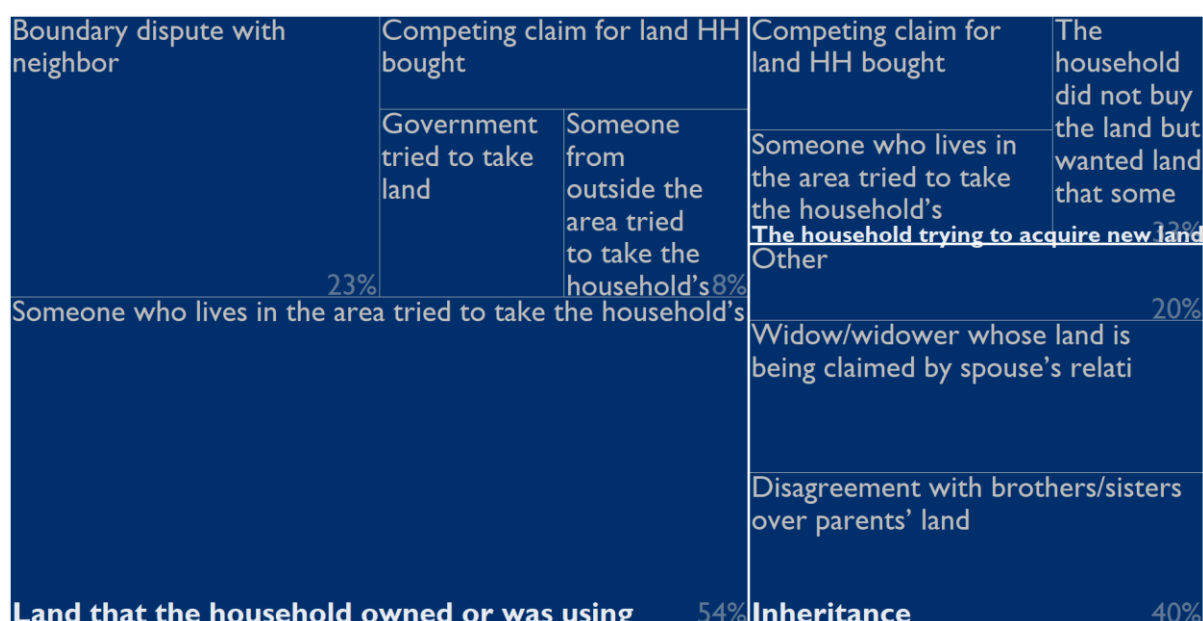 Boundary dispute with
neighbor
23%
Competing claim for land HH
bought
Government
tried to take
land
Someone
from
outside the
area tried
to take the
household's
8%
Someone who lives in the area tried to take the household's
Land that the household owned or was using
54%
Competing claim for
land HH bought
Someone who lives in
the area tried to take
the household's
The
household
did not buy
the land but
wanted land
that some
33%
The household trying to acquire new land
Other
20%
Widow/widower whose land is
being claimed by spouse's relati
Disagreement with brothers/sisters
over parents' land
Inheritance
40%